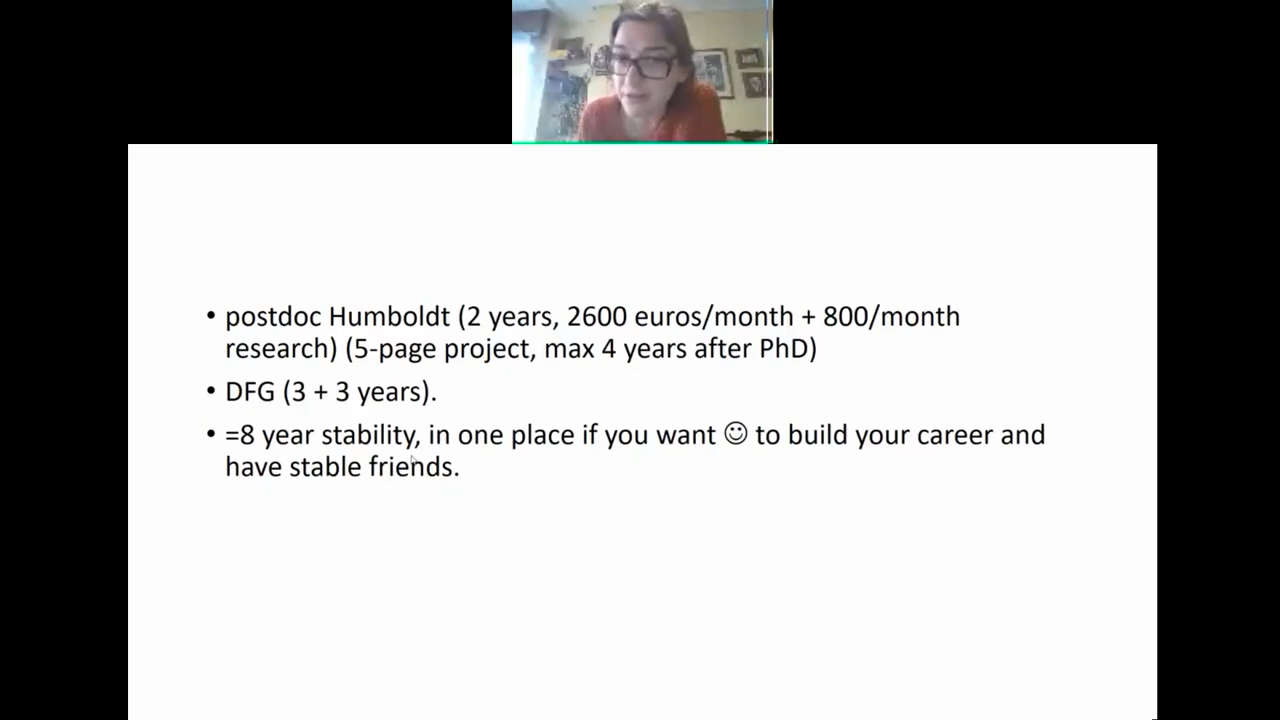 • postdoc Humboldt (2 years, 2600 euros/month + 800/month
research) (5-page project, max 4 years after PhD)
• DFG (3 + 3 years).
• =8 year stability, in one place if you want ☺ to build your career and
have stable friends.